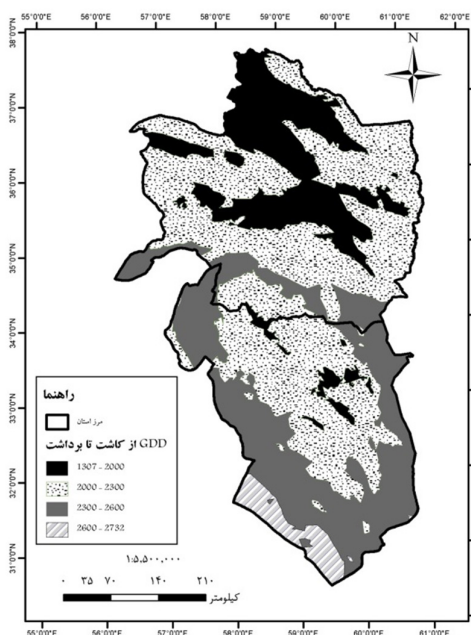 55°0'0"E 56°0'0"E 57°0'0"E 58°0'0"E 59°0'0"E 60°0'0"E 61°0'0"E 62°0'0"E
N
38°0'0"N
37°0'0"N
36°0'0"N
35°0'0"N
34°0'0"N
33°0'0"N
32°0'0"N
31°0'0"N
راهنما
مرز استان
GDD از کاشت تا برداشت
1307 - 2000
2000 - 2300
2300 - 2600
2600 - 2732
۱:۵,۵۰۰,۰۰۰
۰ ۳۵ ۷۰ ۱۴۰ ۲۱۰
کیلومتر
55°0'0"E 56°0'0"E 57°0'0"E 58°0'0"E 59°0'0"E 60°0'0"E 61°0'0"E